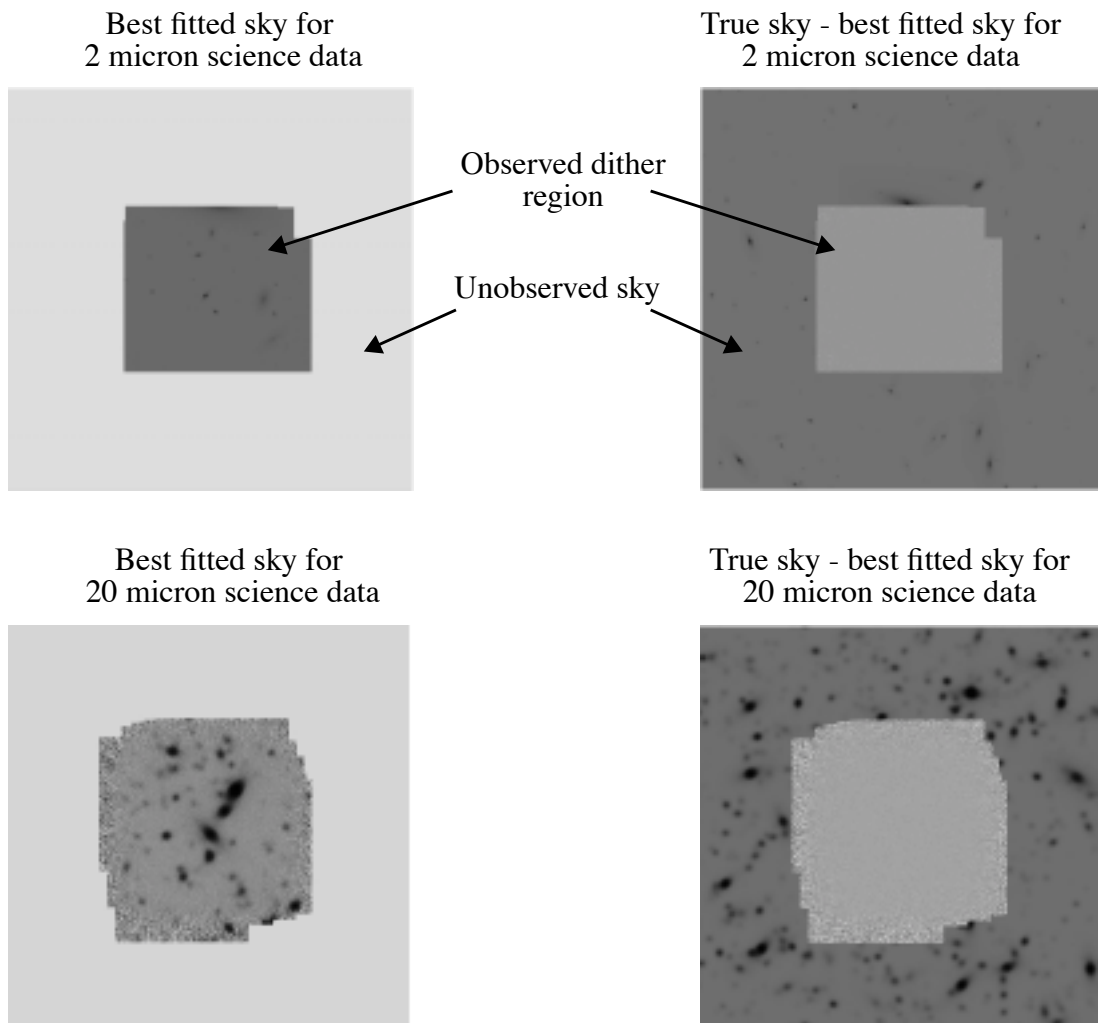 Best fitted sky for
2 micron science data
True sky - best fitted sky for
2 micron science data
Observed dither
region
Unobserved sky
Best fitted sky for
20 micron science data
True sky - best fitted sky for
20 micron science data